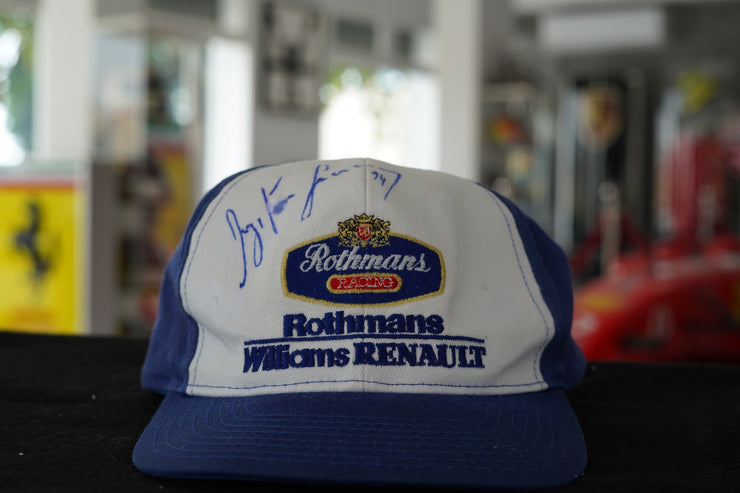 Rothmans
RACING
Rothmans
Williams RENAULT